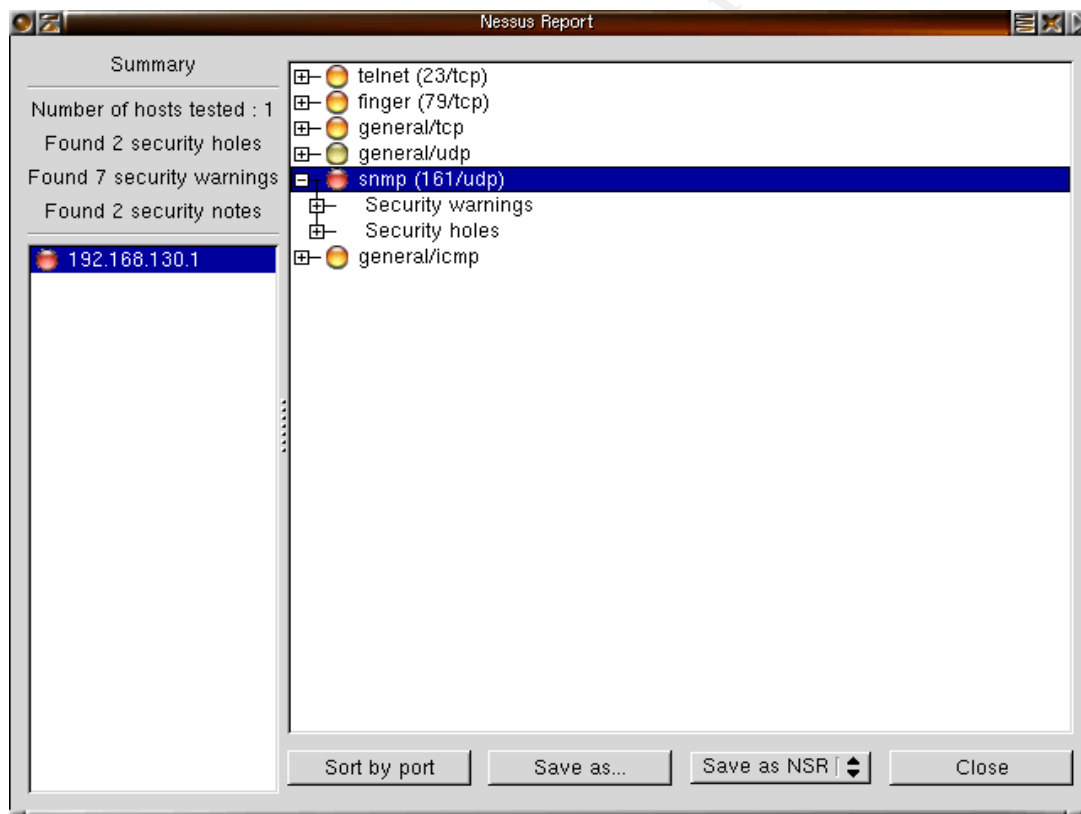 Nessus Report
Summary
Number of hosts tested : 1
Found 2 security holes
Found 7 security warnings
Found 2 security notes
192.168.130.1
telnet (23/tcp)
finger (79/tcp)
general/tcp
general/udp
snmp (161/udp)
Security warnings
Security holes
general/icmp
Sort by port
Save as...
Save as NSR
Close